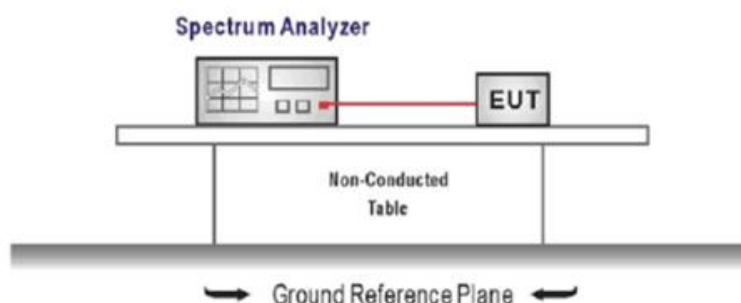 Spectrum Analyzer
EUT
Non-Conducted
Table
Ground Reference Plane